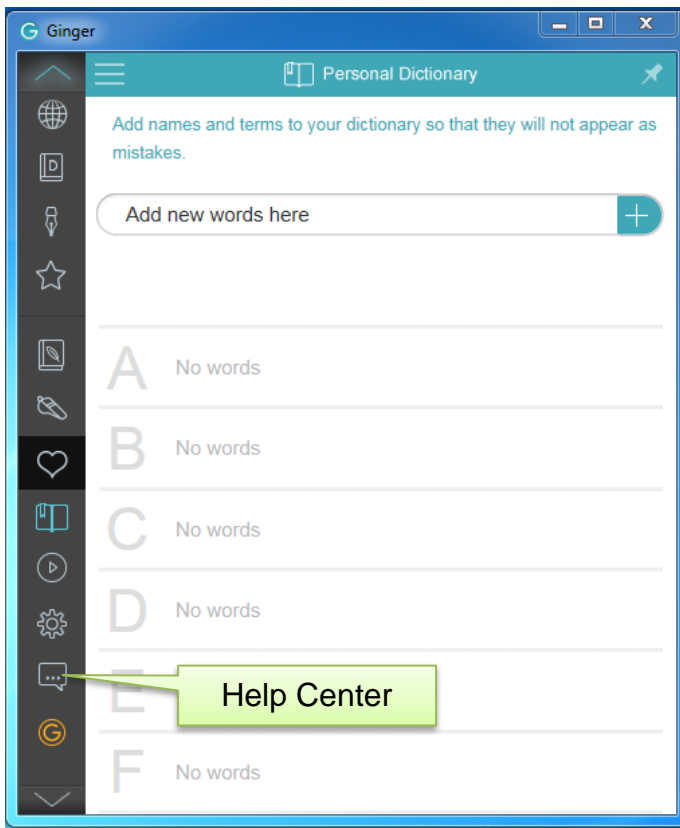 G Ginger
X
Personal Dictionary
Add names and terms to your dictionary so that they will not appear as
mistakes.
D
Add new words here
A No words
B No words
C No words
D No words
E
Help Center
G
F No words